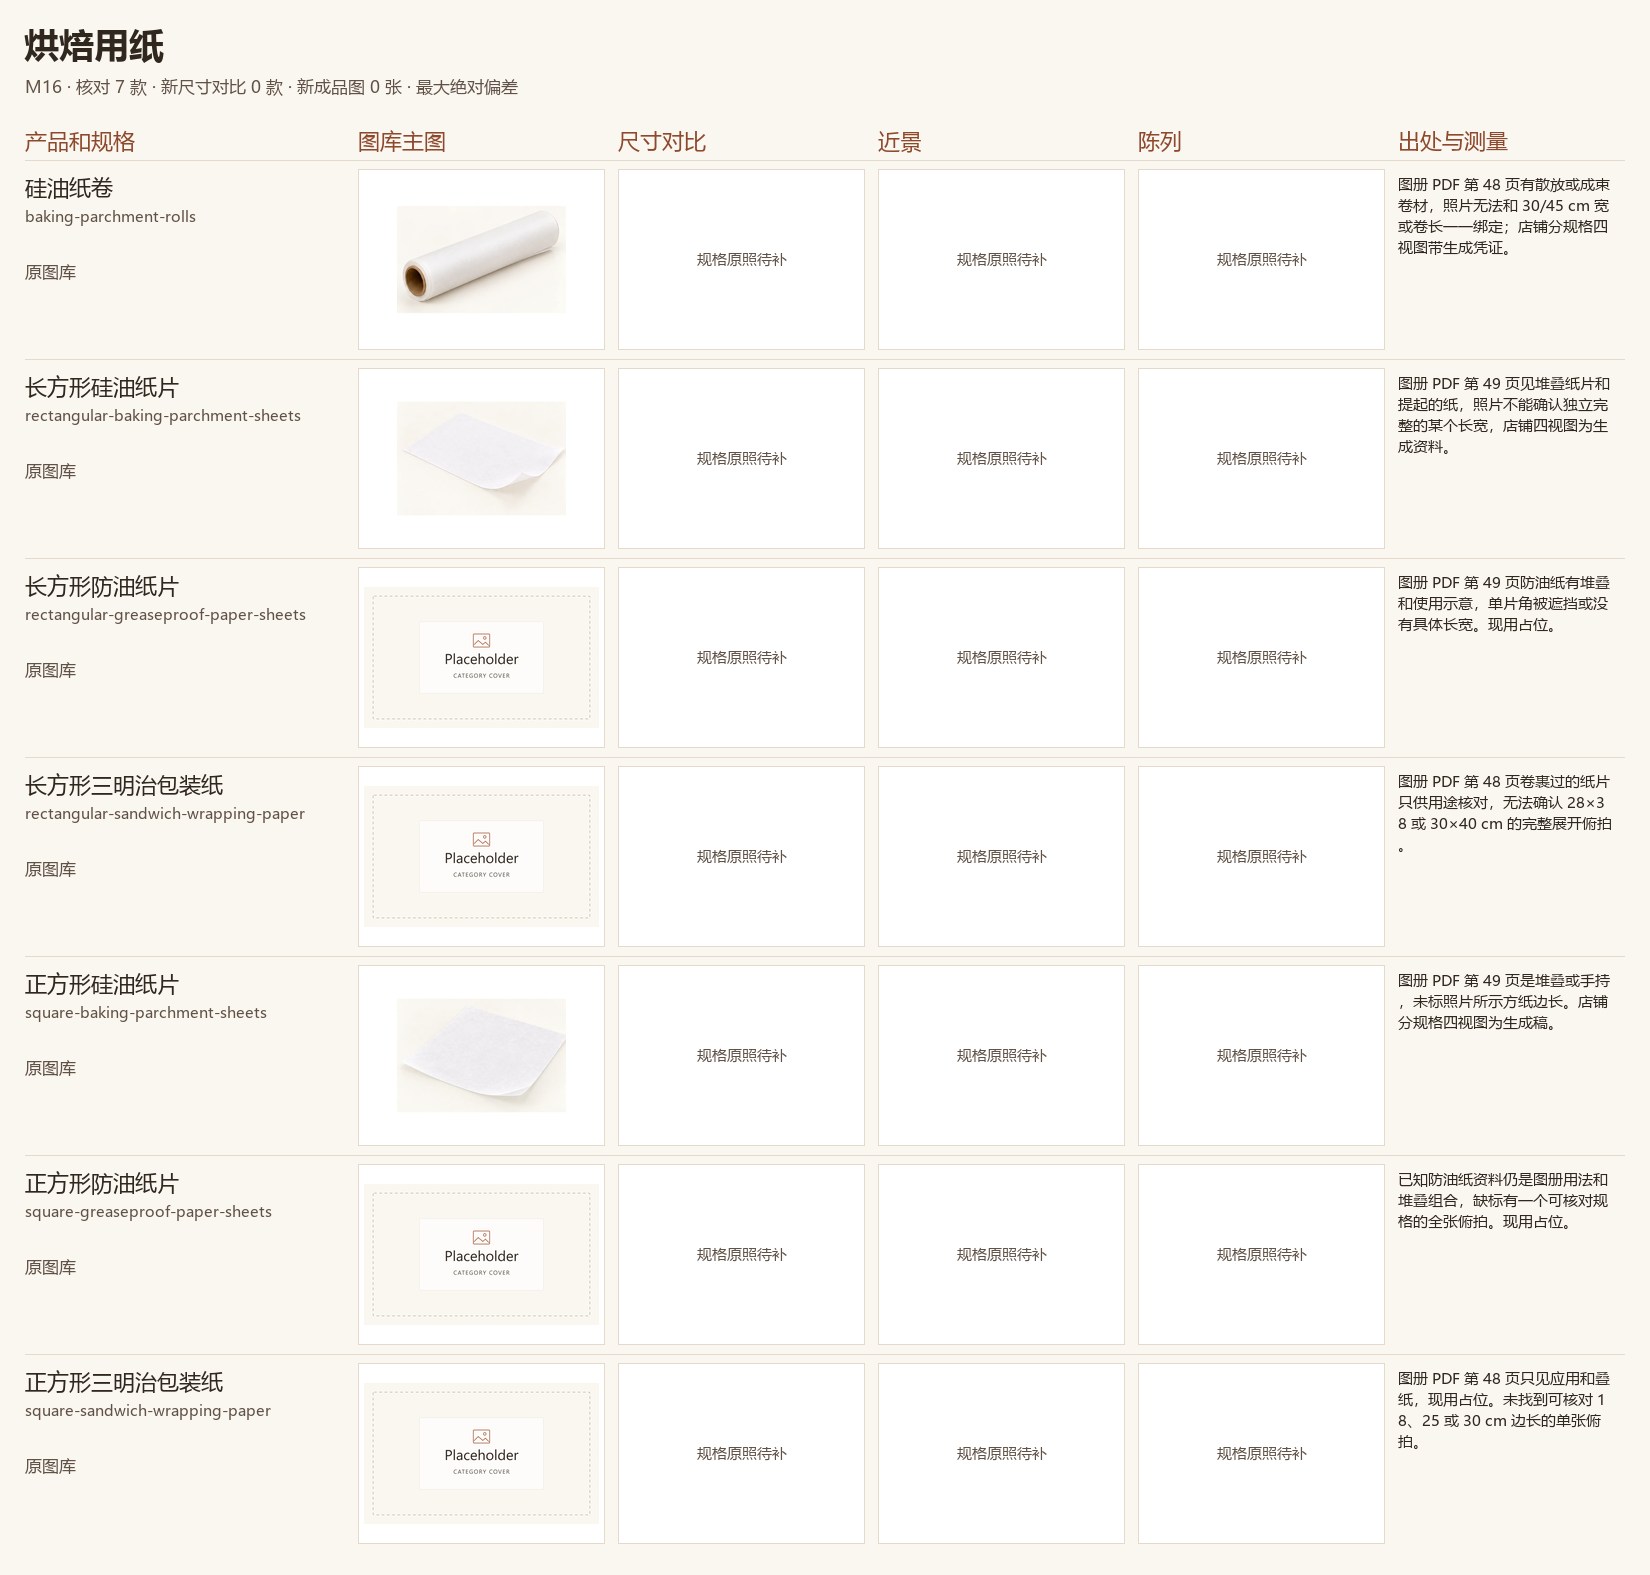 烘焙用纸
M16 · 核对 7 款 · 新尺寸对比 0 款 · 新成品图 0 张 · 最大绝对偏差
产品和规格 图库主图 尺寸对比 近景 陈列 出处与测量
硅油纸卷
baking-parchment-rolls
原图库
规格原照待补 规格原照待补 规格原照待补
图册 PDF 第 48 页有散放或成束
卷材，照片无法和 30/45 cm 宽
或卷长一一绑定；店铺分规格四
视图带生成凭证。
长方形硅油纸片
rectangular-baking-parchment-sheets
原图库
规格原照待补 规格原照待补 规格原照待补
图册 PDF 第 49 页见堆叠纸片和
提起的纸，照片不能确认独立完
整的某个长宽，店铺四视图为生
成资料。
长方形防油纸片
rectangular-greaseproof-paper-sheets
原图库
Placeholder
CATEGORY COVER
规格原照待补 规格原照待补 规格原照待补
图册 PDF 第 49 页防油纸有堆叠
和使用示意，单片角被遮挡或没
有具体长宽。现用占位。
长方形三明治包装纸
rectangular-sandwich-wrapping-paper
原图库
Placeholder
CATEGORY COVER
规格原照待补 规格原照待补 规格原照待补
图册 PDF 第 48 页卷裹过的纸片
只供用途核对，无法确认 28×3
8 或 30×40 cm 的完整展开俯拍
。
正方形硅油纸片
square-baking-parchment-sheets
原图库
规格原照待补 规格原照待补 规格原照待补
图册 PDF 第 49 页是堆叠或手持
，未标照片所示方纸边长。店铺
分规格四视图为生成稿。
正方形防油纸片
square-greaseproof-paper-sheets
原图库
Placeholder
CATEGORY COVER
规格原照待补 规格原照待补 规格原照待补
已知防油纸资料仍是图册用法和
堆叠组合，缺标有一个可核对规
格的全张俯拍。现用占位。
正方形三明治包装纸
square-sandwich-wrapping-paper
原图库
Placeholder
CATEGORY COVER
规格原照待补 规格原照待补 规格原照待补
图册 PDF 第 48 页只见应用和叠
纸，现用占位。未找到可核对 1
8、25 或 30 cm 边长的单张俯
拍。